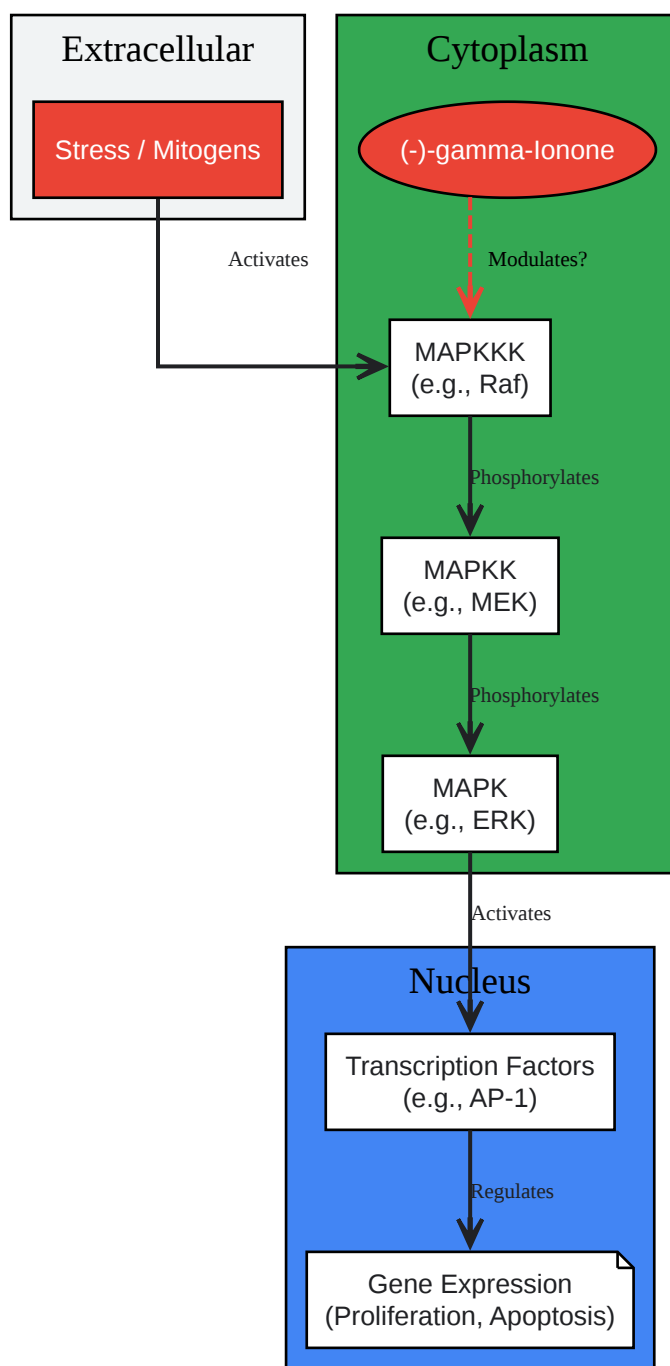 Extracellular
Cytoplasm
Stress / Mitogens
(-)-gamma-Ionone
Activates
Modulates?
MAPKKK
(e.g., Raf)
Phosphorylates
MAPKK
(e.g., MEK)
Phosphorylates
MAPK
(e.g., ERK)
Activates
Nucleus
Transcription Factors
(e.g., AP-1)
Regulates
Gene Expression
(Proliferation, Apoptosis)